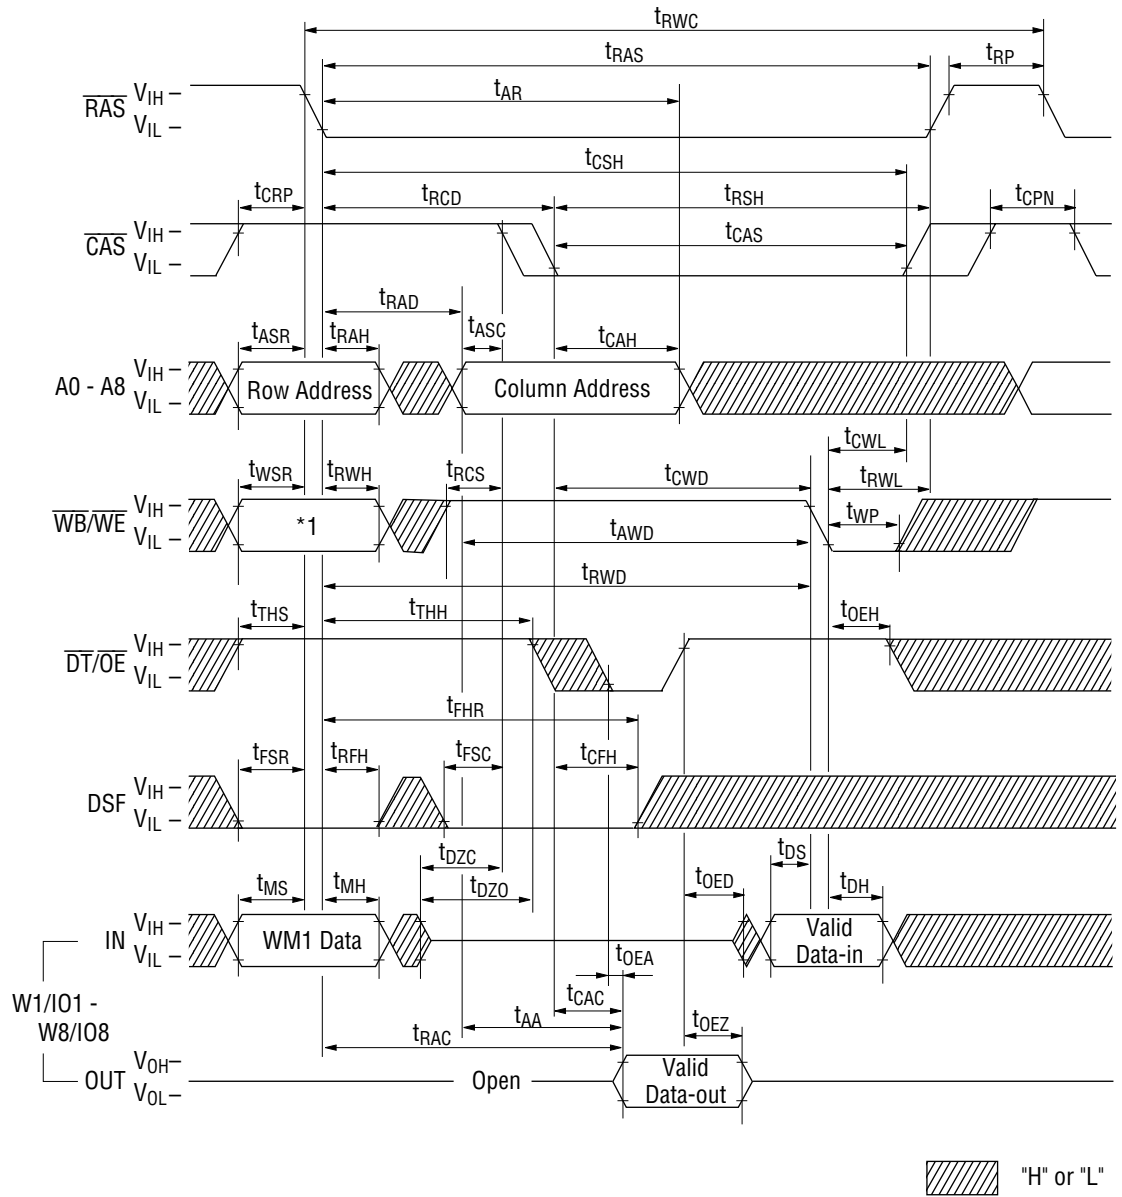 tRWC
tRAS
tRP
tAR
RAS VIH
VIL
tCSH
tCRP tRCD tRSH tCPN
CAS VIH
VIL
tCAS
tRAD
tASR tRAH tASC tCAH
A0 - A8 VIH
VIL
Row Address Column Address
tCWL
tWSR tRWH tRCS tCWD tRWL
WB/WE VIH
VIL
*1
tWP
tAWD
tRWD
tTHS tTHH tOEH
DT/OE VIH
VIL
tFHR
tFSR tRFH tFSC tCFH
DSF VIH
VIL
tDZC tDS
tMS tMH tDZO tOED tDH
IN VIH
VIL
WM1 Data Valid
Data-in
tOEA
W1/IO1 -
W8/IO8
tCAC
tAA
tRAC
tOEZ
OUT VOH
VOL
Open Valid
Data-out
"H" or "L"